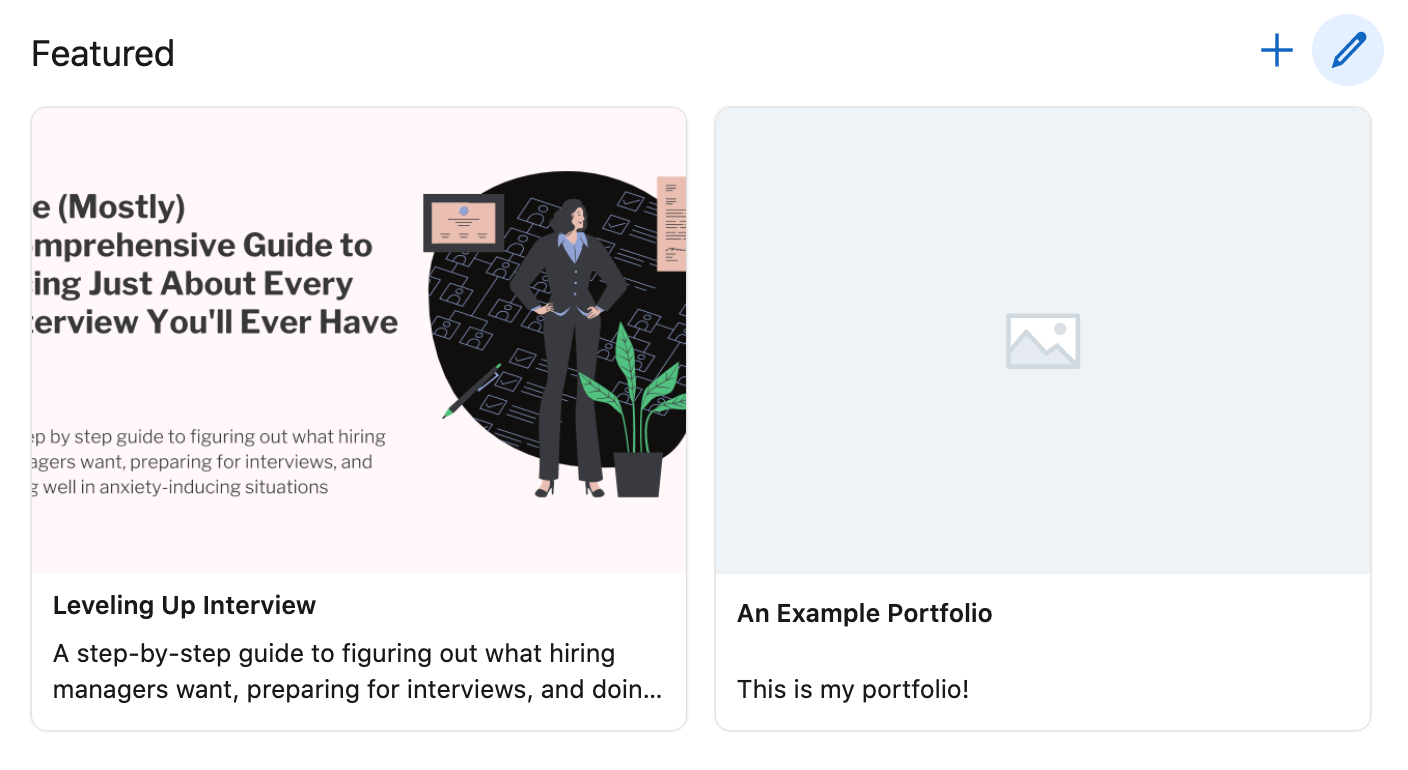 Featured
e (Mostly)
mprehensive Guide to
ing Just About Every
terview You'll Ever Have
ep by step guide to figuring out what hiring
agers want, preparing for interviews, and
g well in anxiety-inducing situations
Leveling Up Interview
A step-by-step guide to figuring out what hiring
managers want, preparing for interviews, and doin...
An Example Portfolio
This is my portfolio!